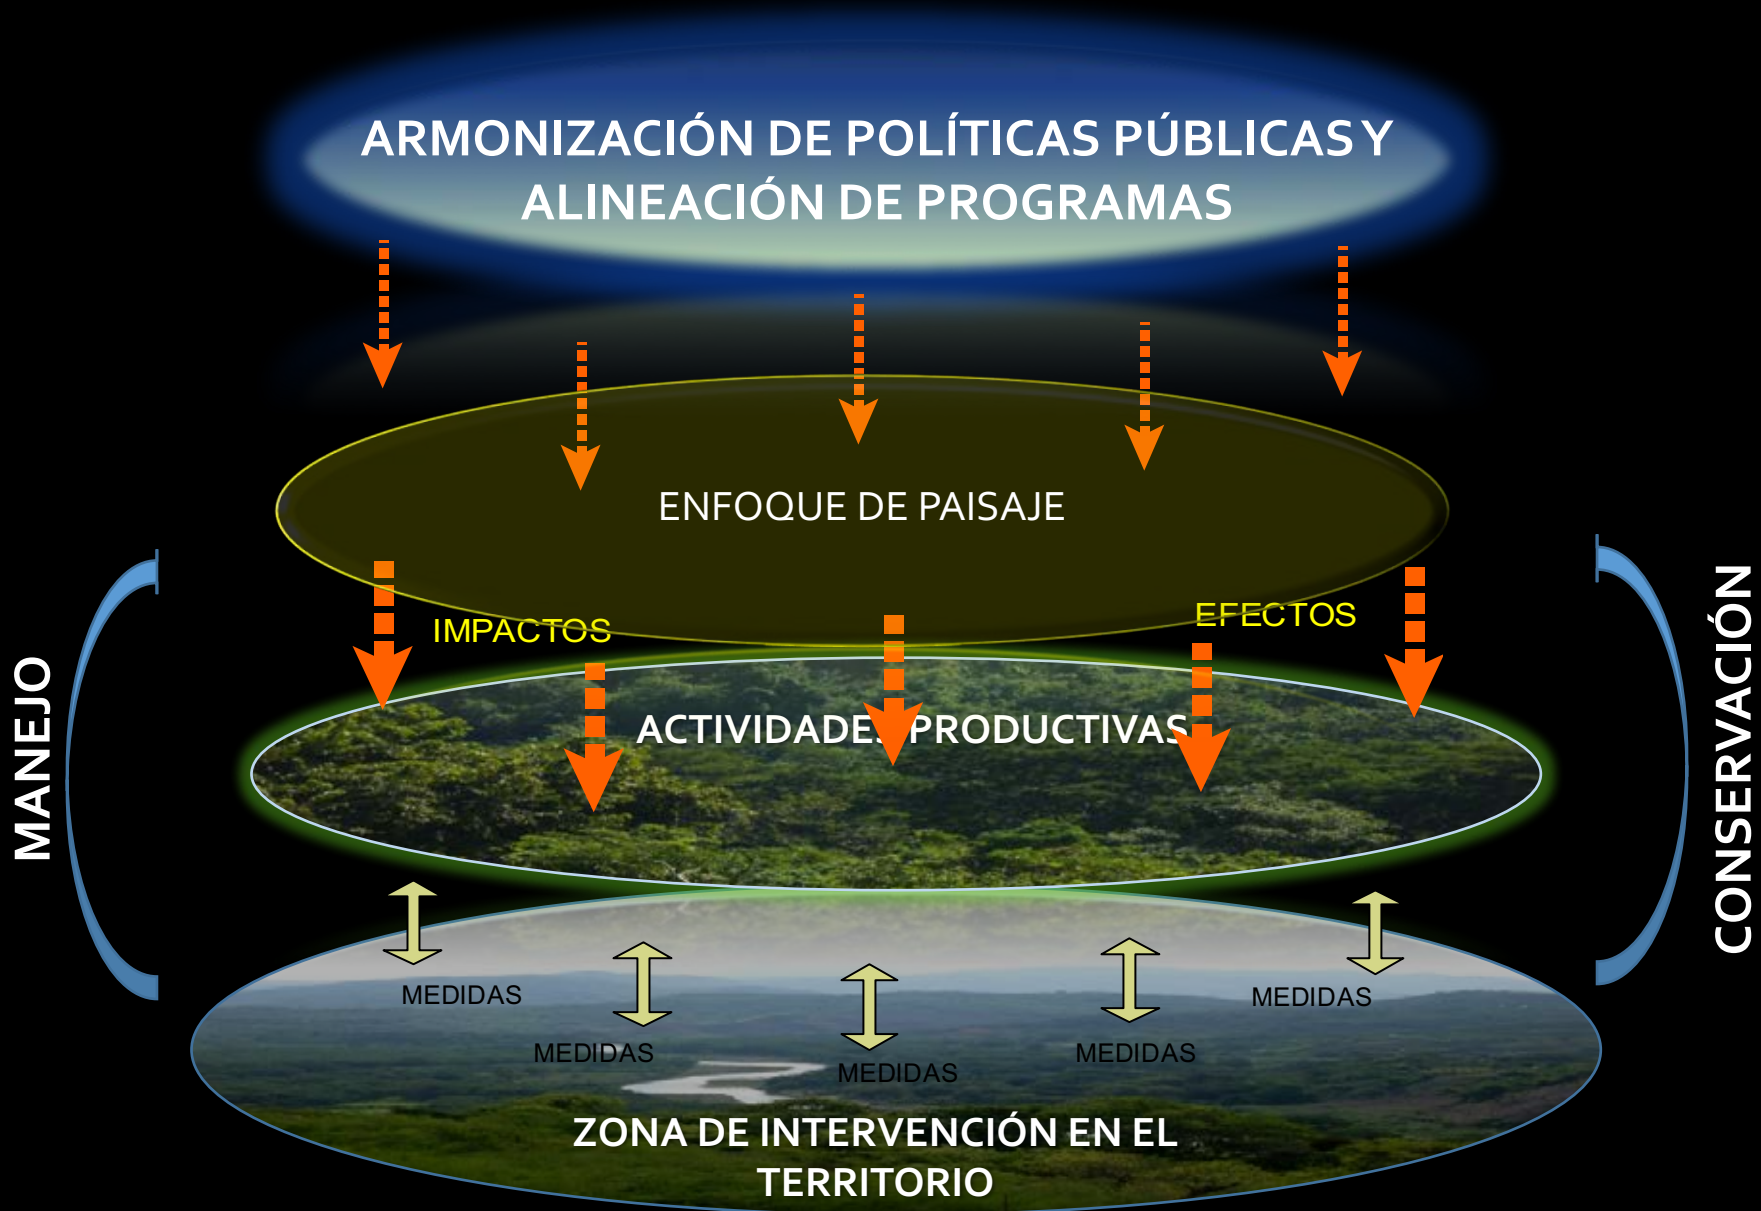 ARMONIZACIÓN DE POLÍTICAS PÚBLICAS Y
ALINEACIÓN DE PROGRAMAS
ENFOQUE DE PAISAJE
IMPACTOS
EFECTOS
MANEJO
CONSERVACIÓN
ACTIVIDADES PRODUCTIVAS
MEDIDAS
MEDIDAS
MEDIDAS
MEDIDAS
MEDIDAS
ZONA DE INTERVENCIÓN EN EL
TERRITORIO